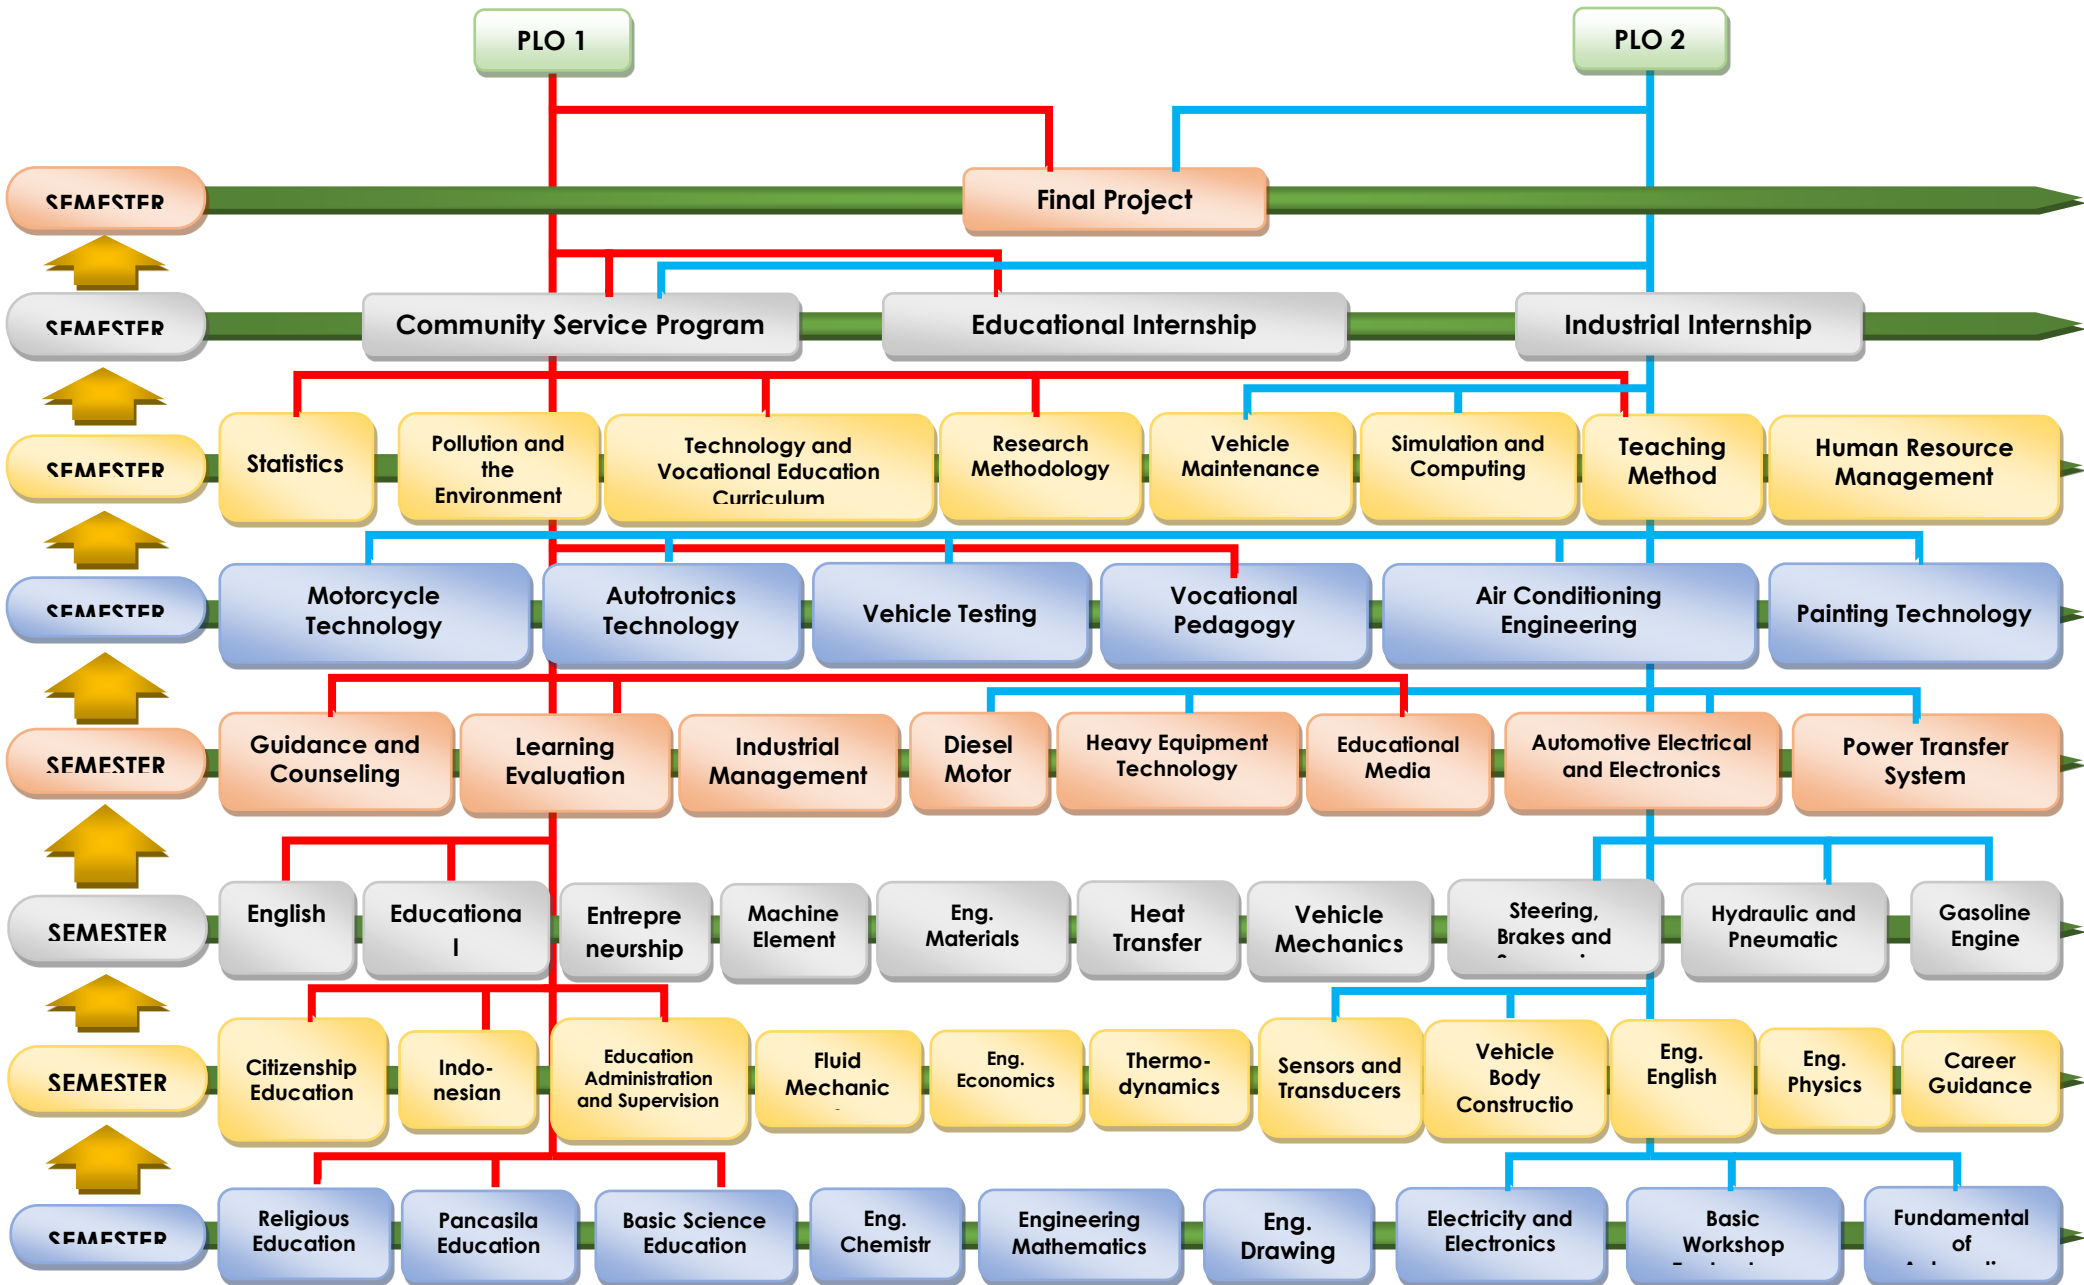 PLO 1
PLO 2
SEMESTER
Final Project
SEMESTER
Community Service Program
Educational Internship
Industrial Internship
SEMESTER
Statistics
Pollution and
the
Environment
Technology and
Vocational Education
Curriculum
Research
Methodology
Vehicle
Maintenance
Simulation and
Computing
Teaching
Method
Human Resource
Management
SEMESTER
Motorcycle
Technology
Autotronics
Technology
Vehicle Testing
Vocational
Pedagogy
Air Conditioning
Engineering
Painting Technology
SEMESTER
Guidance and
Counseling
Learning
Evaluation
Industrial
Management
Diesel
Motor
Heavy Equipment
Technology
Educational
Media
Automotive Electrical
and Electronics
Power Transfer
System
SEMESTER
English
Educationa
l
Entrepre
neurship
Machine
Element
Eng.
Materials
Heat
Transfer
Vehicle
Mechanics
Steering,
Brakes and
Hydraulic and
Pneumatic
Gasoline
Engine
SEMESTER
Citizenship
Education
Indo-
nesian
Education
Administration
and Supervision
Fluid
Mechanic
Eng.
Economics
Thermo-
dynamics
Sensors and
Transducers
Vehicle
Body
Constructio
Eng.
English
Eng.
Physics
Career
Guidance
SEMESTER
Religious
Education
Pancasila
Education
Basic Science
Education
Eng.
Chemistr
Engineering
Mathematics
Eng.
Drawing
Electricity and
Electronics
Basic
Workshop
Fundamental
of